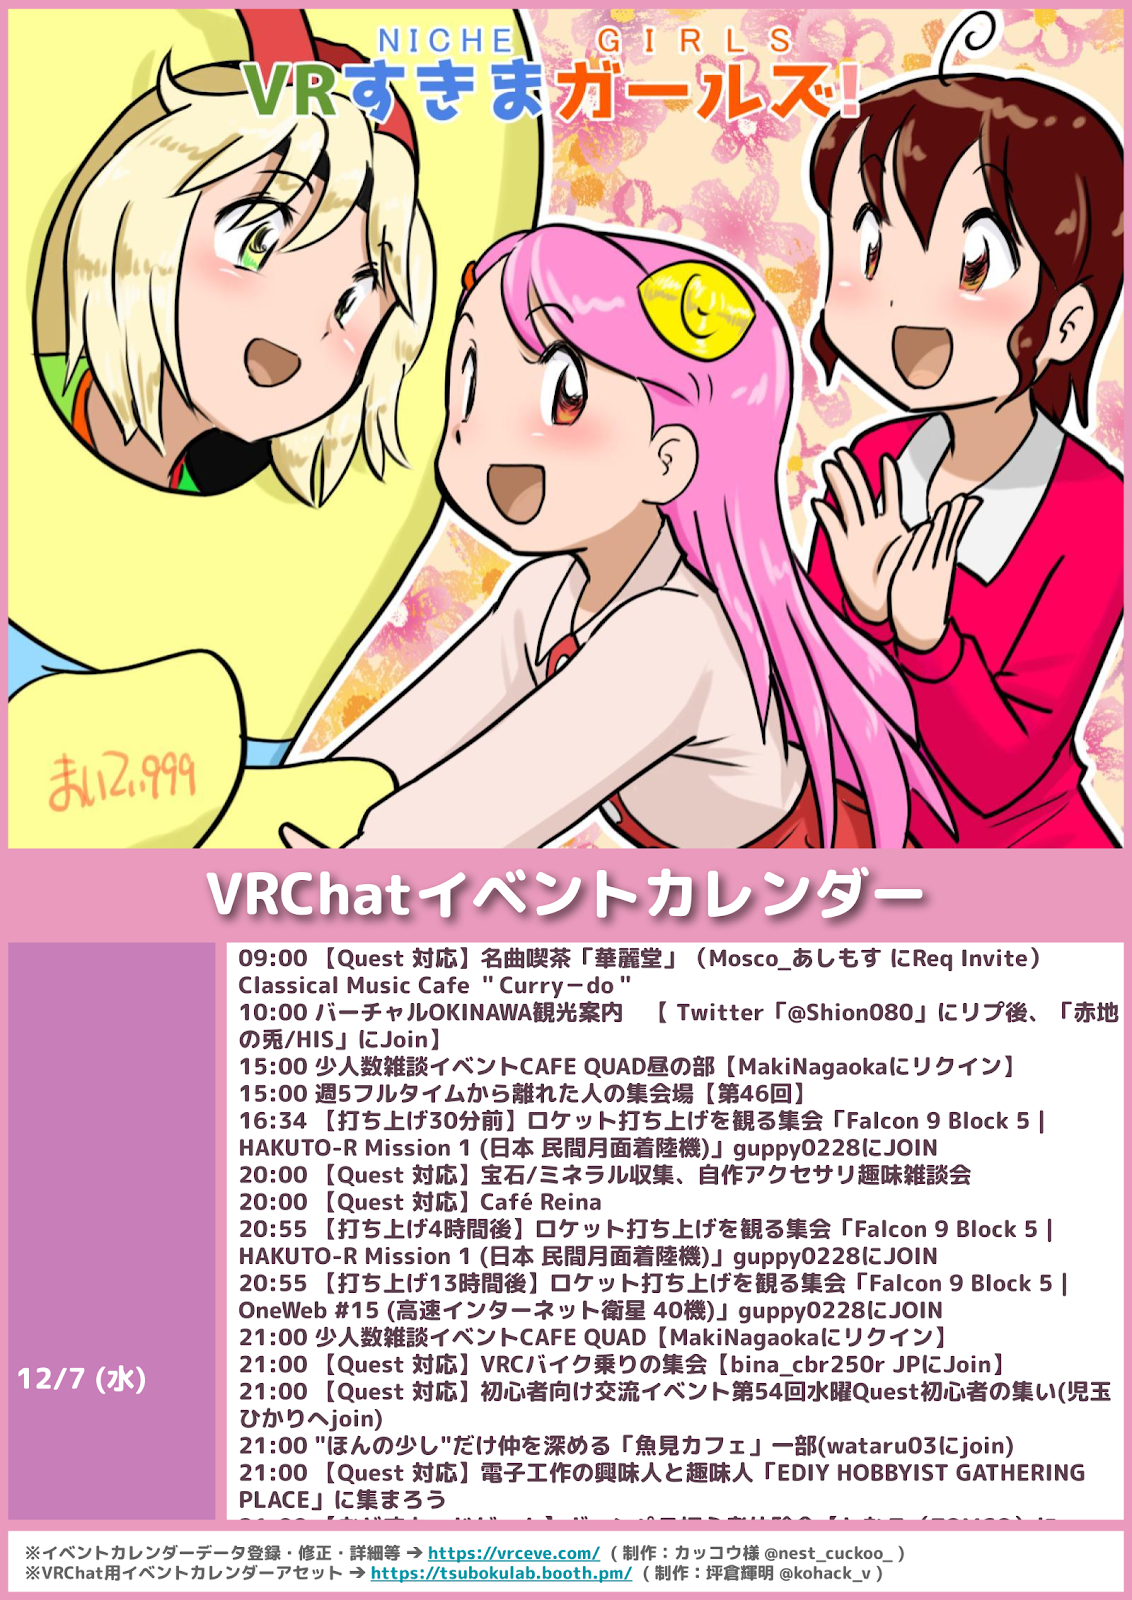 NICHE GIRLS
VRすきまガールズ!
まいてぃ999
VRChatイベントカレンダー
12/7 (水)
09:00 【Quest 対応】名曲喫茶「華麗堂」（Mosco_あしもす にReq Invite）
Classical Music Cafe ＂Curry－do＂
10:00 バーチャルOKINAWA観光案内　【 Twitter「@Shion080」にリプ後、「赤地
の兎/HIS」にJoin】
15:00 少人数雑談イベントCAFE QUAD昼の部【MakiNagaokaにリクイン】
15:00 週5フルタイムから離れた人の集会場【第46回】
16:34 【打ち上げ30分前】ロケット打ち上げを観る集会「Falcon 9 Block 5 |
HAKUTO-R Mission 1 (日本 民間月面着陸機)」guppy0228にJOIN
20:00 【Quest 対応】宝石/ミネラル収集、自作アクセサリ趣味雑談会
20:00 【Quest 対応】Café Reina
20:55 【打ち上げ4時間後】ロケット打ち上げを観る集会「Falcon 9 Block 5 |
HAKUTO-R Mission 1 (日本 民間月面着陸機)」guppy0228にJOIN
20:55 【打ち上げ13時間後】ロケット打ち上げを観る集会「Falcon 9 Block 5 |
OneWeb #15 (高速インターネット衛星 40機)」guppy0228にJOIN
21:00 少人数雑談イベントCAFE QUAD【MakiNagaokaにリクイン】
21:00 【Quest 対応】VRCバイク乗りの集会【bina_cbr250r JPにJoin】
21:00 【Quest 対応】初心者向け交流イベント第54回水曜Quest初心者の集い(児玉
ひかりへjoin)
21:00 "ほんの少し"だけ仲を深める「魚見カフェ」一部(wataru03にjoin)
21:00 【Quest 対応】電子工作の興味人と趣味人「EDIY HOBBYIST GATHERING
PLACE」に集まろう
※イベントカレンダーデータ登録・修正・詳細等 ➔ https://vrceve.com/ ( 制作：カッコウ様 @nest_cuckoo_ )
※VRChat用イベントカレンダーアセット ➔ https://tsubokulab.booth.pm/ ( 制作：坪倉輝明 @kohack_v )